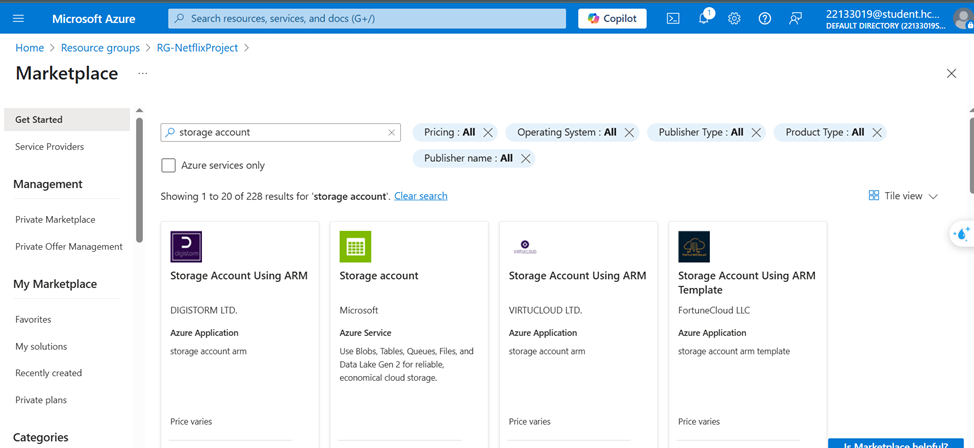 Microsoft Azure
Search resources, services, and docs (G+/)
Copilot
1
22133019@student.hc...
DEFAULT DIRECTORY (22133019S...
Home > Resource groups > RG-NetflixProject >
Marketplace ...
Get Started
Service Providers
Management
Private Marketplace
Private Offer Management
My Marketplace
Favorites
My solutions
Recently created
Private plans
Categories
storage account
Pricing : All
Operating System : All
Publisher Type : All
Product Type : All
Publisher name : All
Azure services only
Showing 1 to 20 of 228 results for 'storage account'. Clear search
Tile view
digistorm
Storage Account Using ARM
DIGISTORM LTD.
Azure Application
storage account arm
Price varies
Storage account
Microsoft
Azure Service
Use Blobs, Tables, Queues, Files, and
Data Lake Gen 2 for reliable,
economical cloud storage.
Price varies
VIRTUCLOUD
Storage Account Using ARM
VIRTUCLOUD LTD.
Azure Application
storage account arm
Price varies
Storage Account Using ARM
Template
FortuneCloud LLC
Azure Application
storage account arm template
Price varies
Is Marketplace helpful?